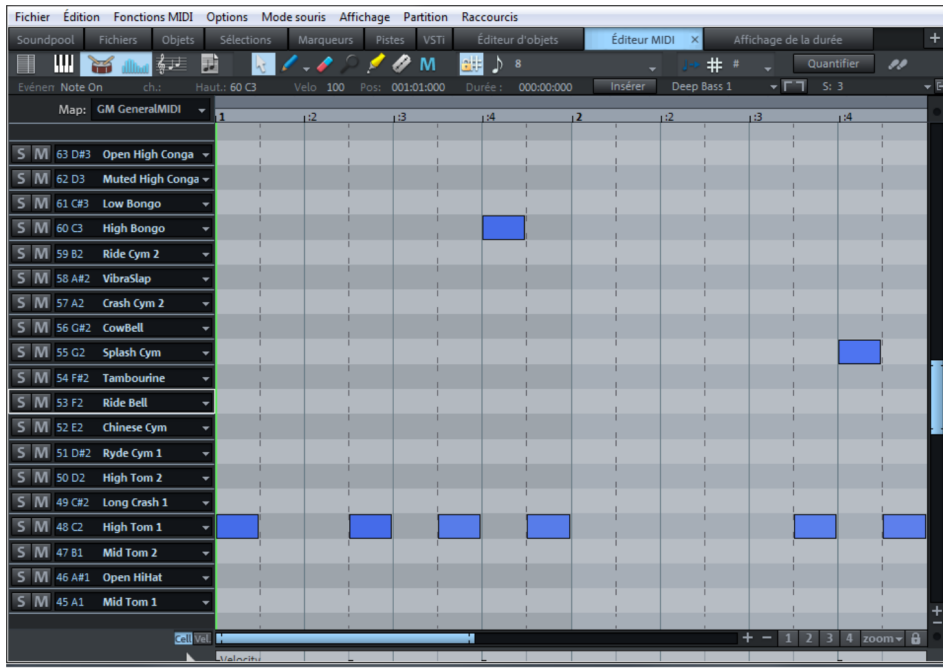 Fichier Édition Fonctions MIDI Options Mode souris Affichage Partition Raccourcis
Soundpool Fichiers Objets Sélections Marqueurs Pistes VSTi Éditeur d'objets Éditeur MIDI × Affichage de la durée +
M 8 # Quantifier
Evénen Note On ch.: Haut.: 60 C3 Velo 100 Pos: 001:01:000 Durée : 000:00:000 Insérer Deep Bass 1 S: 3
Map: GM GeneralMIDI 1 :2 :3 :4 2 :2 :3 :4
S M 63 D#3 Open High Conga
S M 62 D3 Muted High Conga
S M 61 C#3 Low Bongo
S M 60 C3 High Bongo
S M 59 B2 Ride Cym 2
S M 58 A#2 VibraSlap
S M 57 A2 Crash Cym 2
S M 56 G#2 CowBell
S M 55 G2 Splash Cym
S M 54 F#2 Tambourine
S M 53 F2 Ride Bell
S M 52 E2 Chinese Cym
S M 51 D#2 Ryde Cym 1
S M 50 D2 High Tom 2
S M 49 C#2 Long Crash 1
S M 48 C2 High Tom 1
S M 47 B1 Mid Tom 2
S M 46 A#1 Open HiHat
S M 45 A1 Mid Tom 1
Cell Vel. + − 1 2 3 4 zoom
Velocity